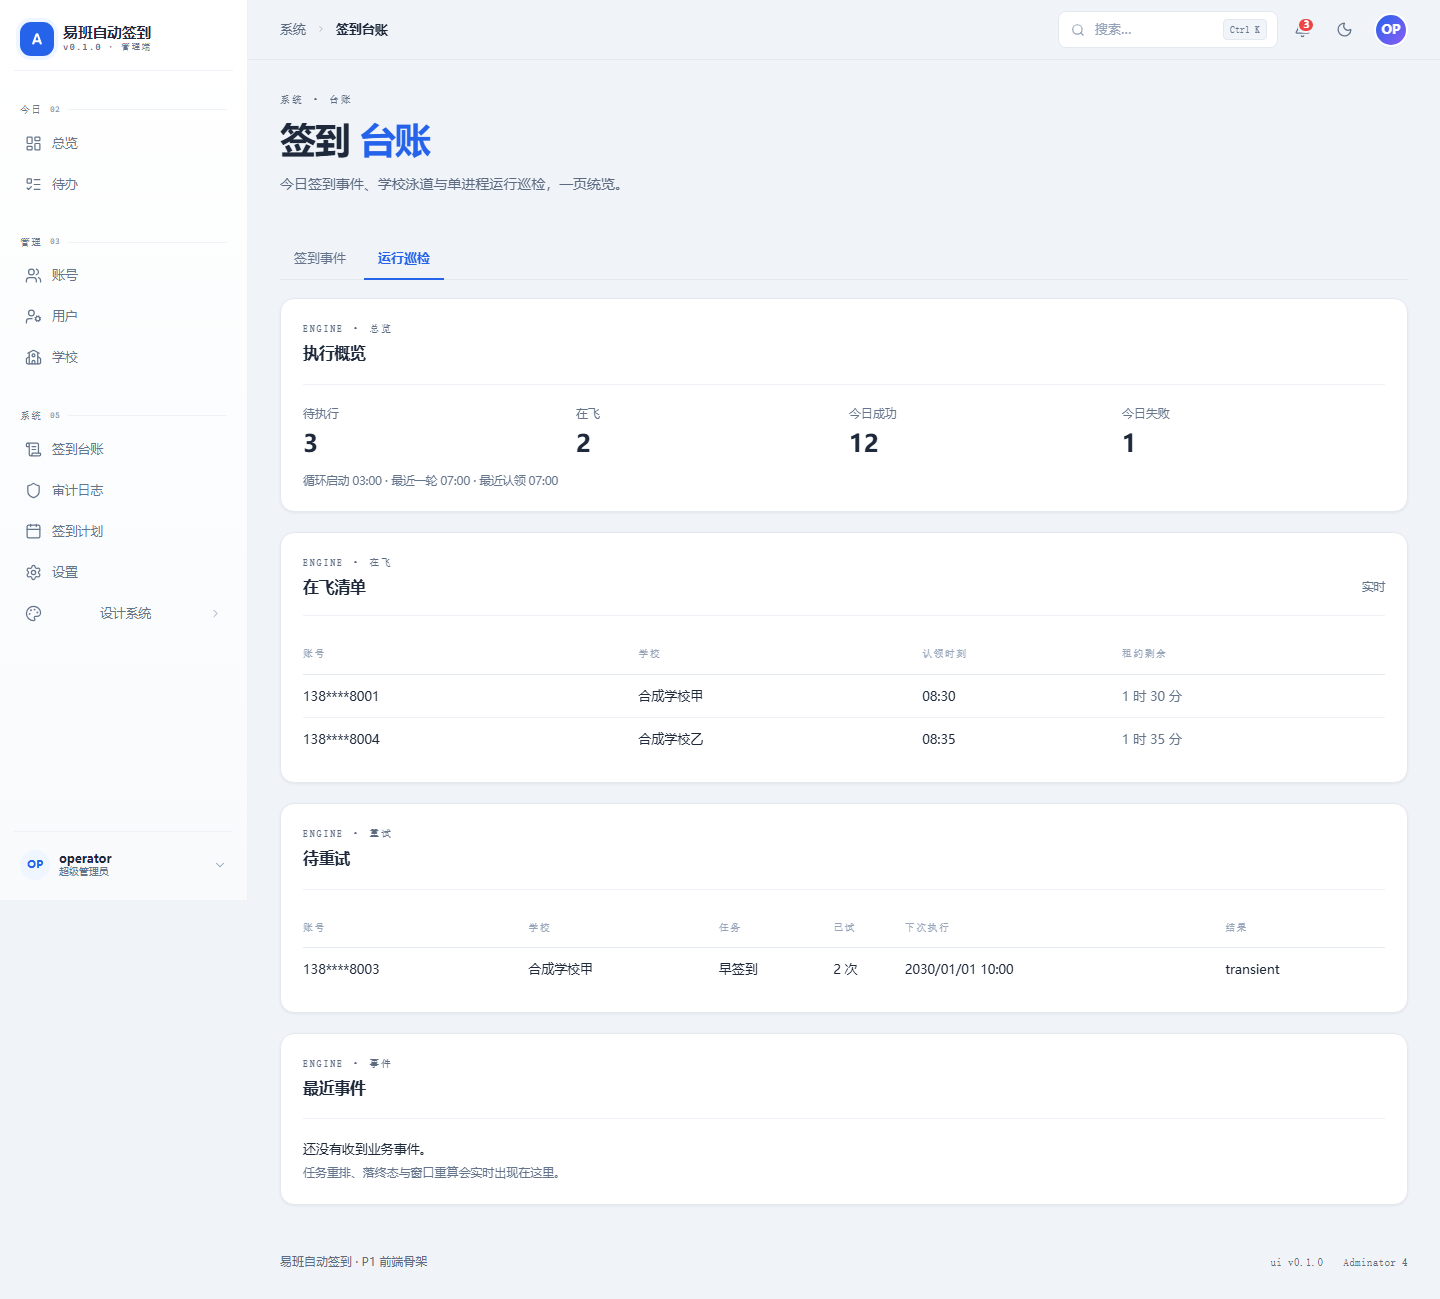 A 易班自动签到
v0.1.0 · 管理端
今日 02
总览
待办
管理 03
账号
用户
学校
系统 05
签到台账
审计日志
签到计划
设置
设计系统
OP operator
超级管理员
系统 签到台账
搜索... Ctrl K 3 OP
系统 · 台账
签到 台账
今日签到事件、学校泳道与单进程运行巡检，一页统览。
签到事件 运行巡检
ENGINE · 总览
执行概览
待执行 在飞 今日成功 今日失败
3 2 12 1
循环启动 03:00 · 最近一轮 07:00 · 最近认领 07:00
ENGINE · 在飞
在飞清单 实时
账号 学校 认领时刻 租约剩余
138****8001 合成学校甲 08:30 1 时 30 分
138****8004 合成学校乙 08:35 1 时 35 分
ENGINE · 重试
待重试
账号 学校 任务 已试 下次执行 结果
138****8003 合成学校甲 早签到 2 次 2030/01/01 10:00 transient
ENGINE · 事件
最近事件
还没有收到业务事件。
任务重排、落终态与窗口重算会实时出现在这里。
易班自动签到 · P1 前端骨架 ui v0.1.0 Adminator 4